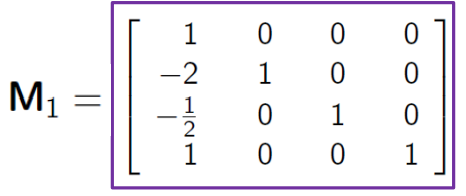 M₁ =
1 0 0 0
−2 1 0 0
−1/2 0 1 0
1 0 0 1